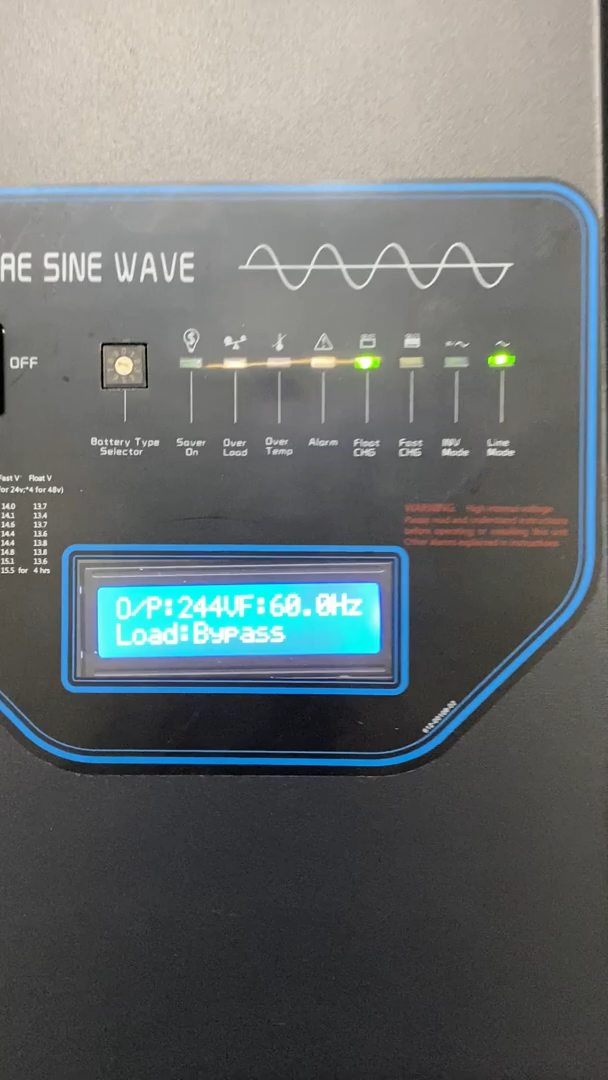 RE SINE WAVE
OFF
Battery Type
Selector
Saver
On
Over
Load
Over
Temp
Alarm
Float
CHG
Fast
CHG
INV
Mode
Line
Mode
Fast V Float V
for 24v;*4 for 48v)
14.0 13.7
14.1 13.4
14.6 13.7
14.4 13.6
14.4 13.8
14.8 13.8
15.1 13.6
15.5 for 4 hrs
WARNING: High internal voltage
Please read and understand instructions
before operating or installing this unit
Other alarms explained in instructions
O/P:244VF:60.0Hz
Load:Bypass